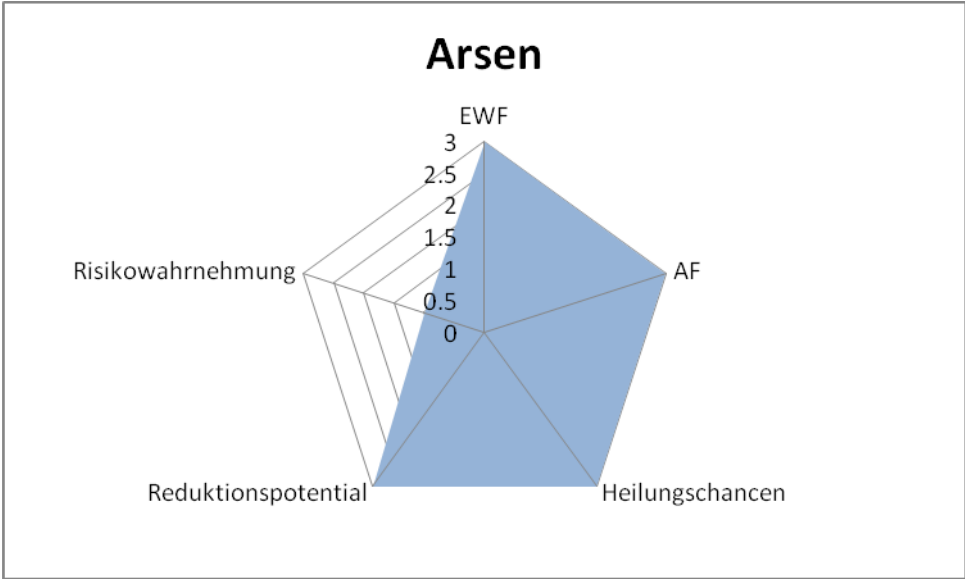 Arsen
EWF
3
2.5
2
1.5
1
0.5
0
Risikowahrnehmung
AF
Reduktionspotential
Heilungschancen